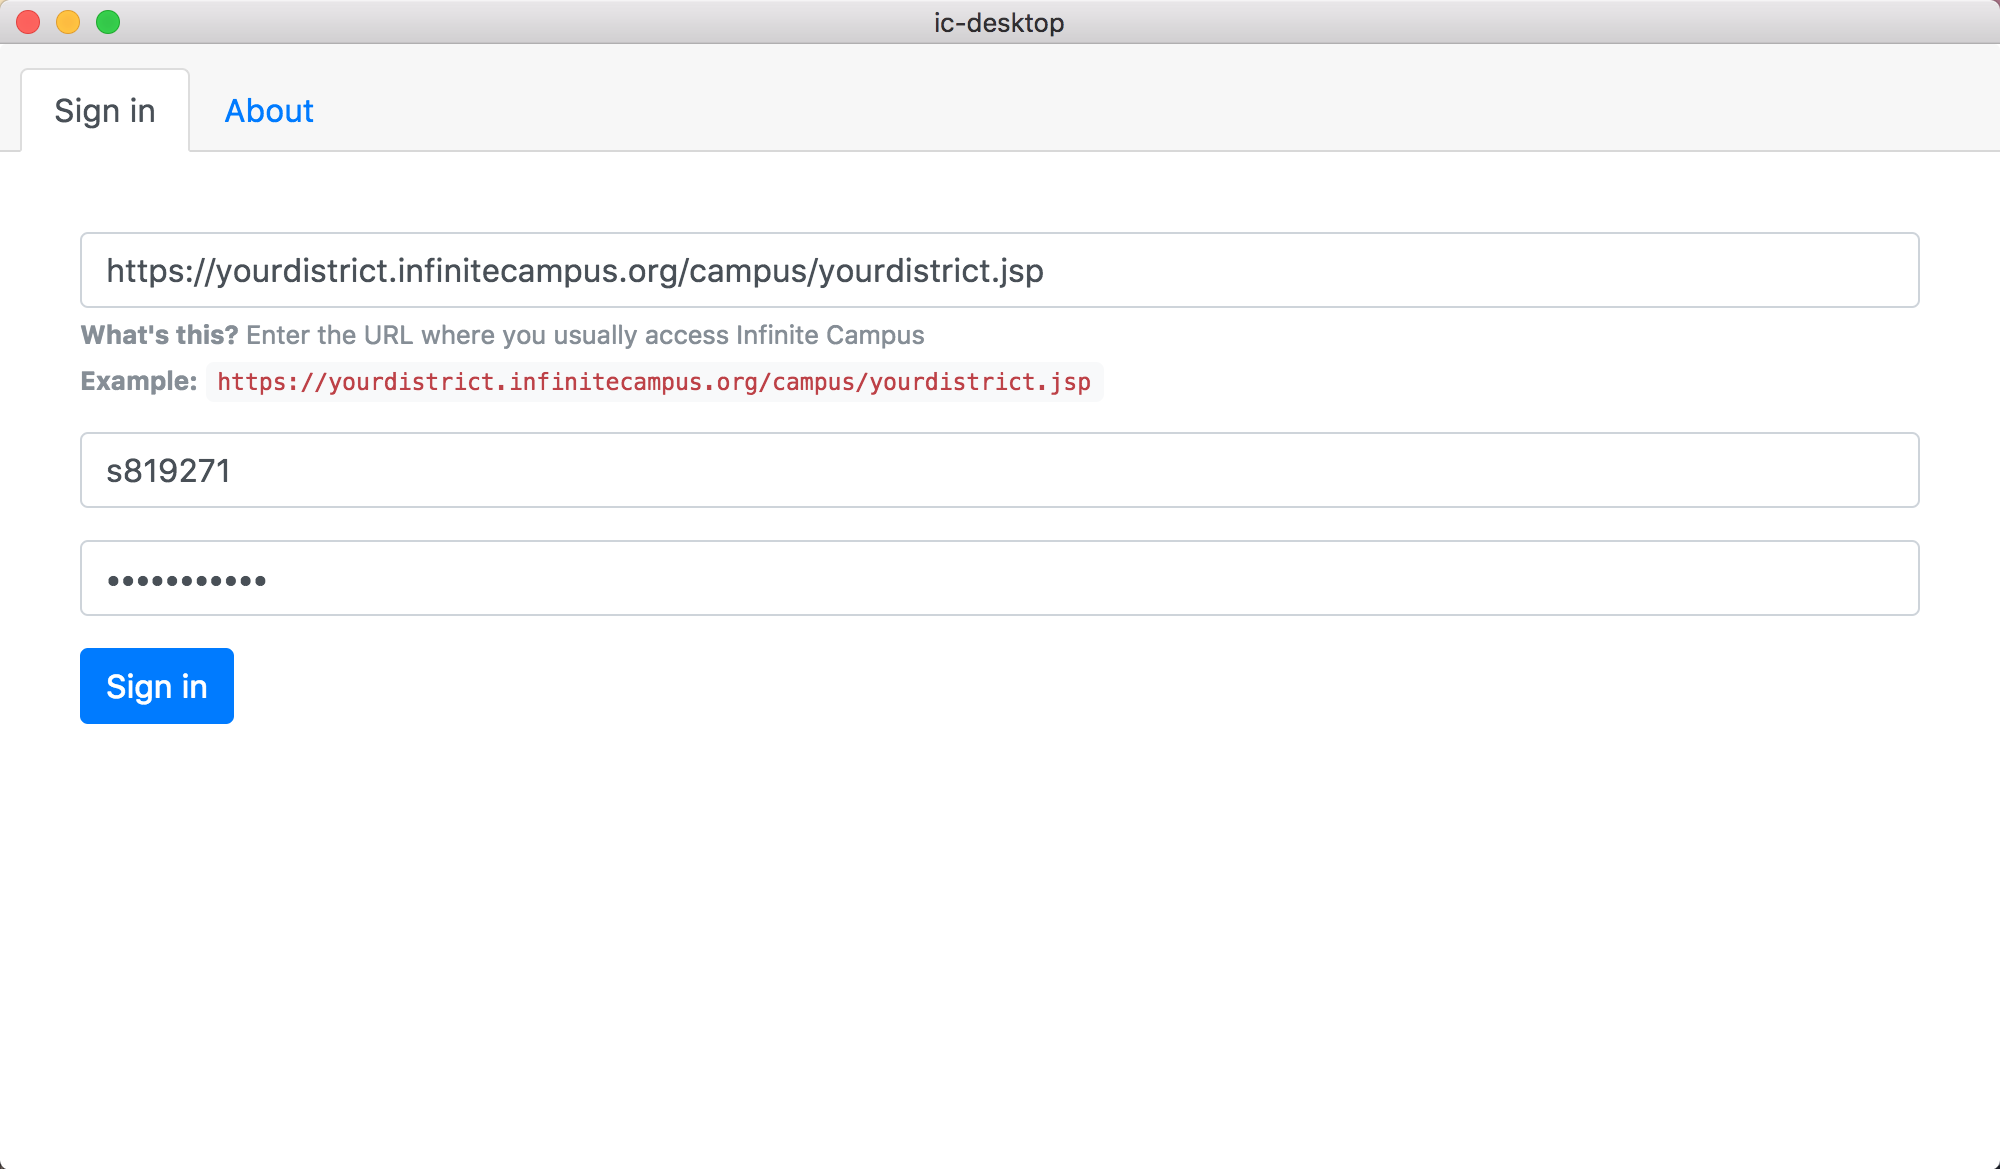 ic-desktop
Sign in About
https://yourdistrict.infinitecampus.org/campus/yourdistrict.jsp
What's this? Enter the URL where you usually access Infinite Campus
Example: https://yourdistrict.infinitecampus.org/campus/yourdistrict.jsp
s819271
•••••••••••
Sign in